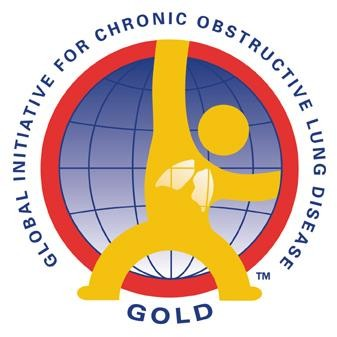 GLOBAL INITIATIVE FOR CHRONIC OBSTRUCTIVE LUNG DISEASE
TM
GOLD